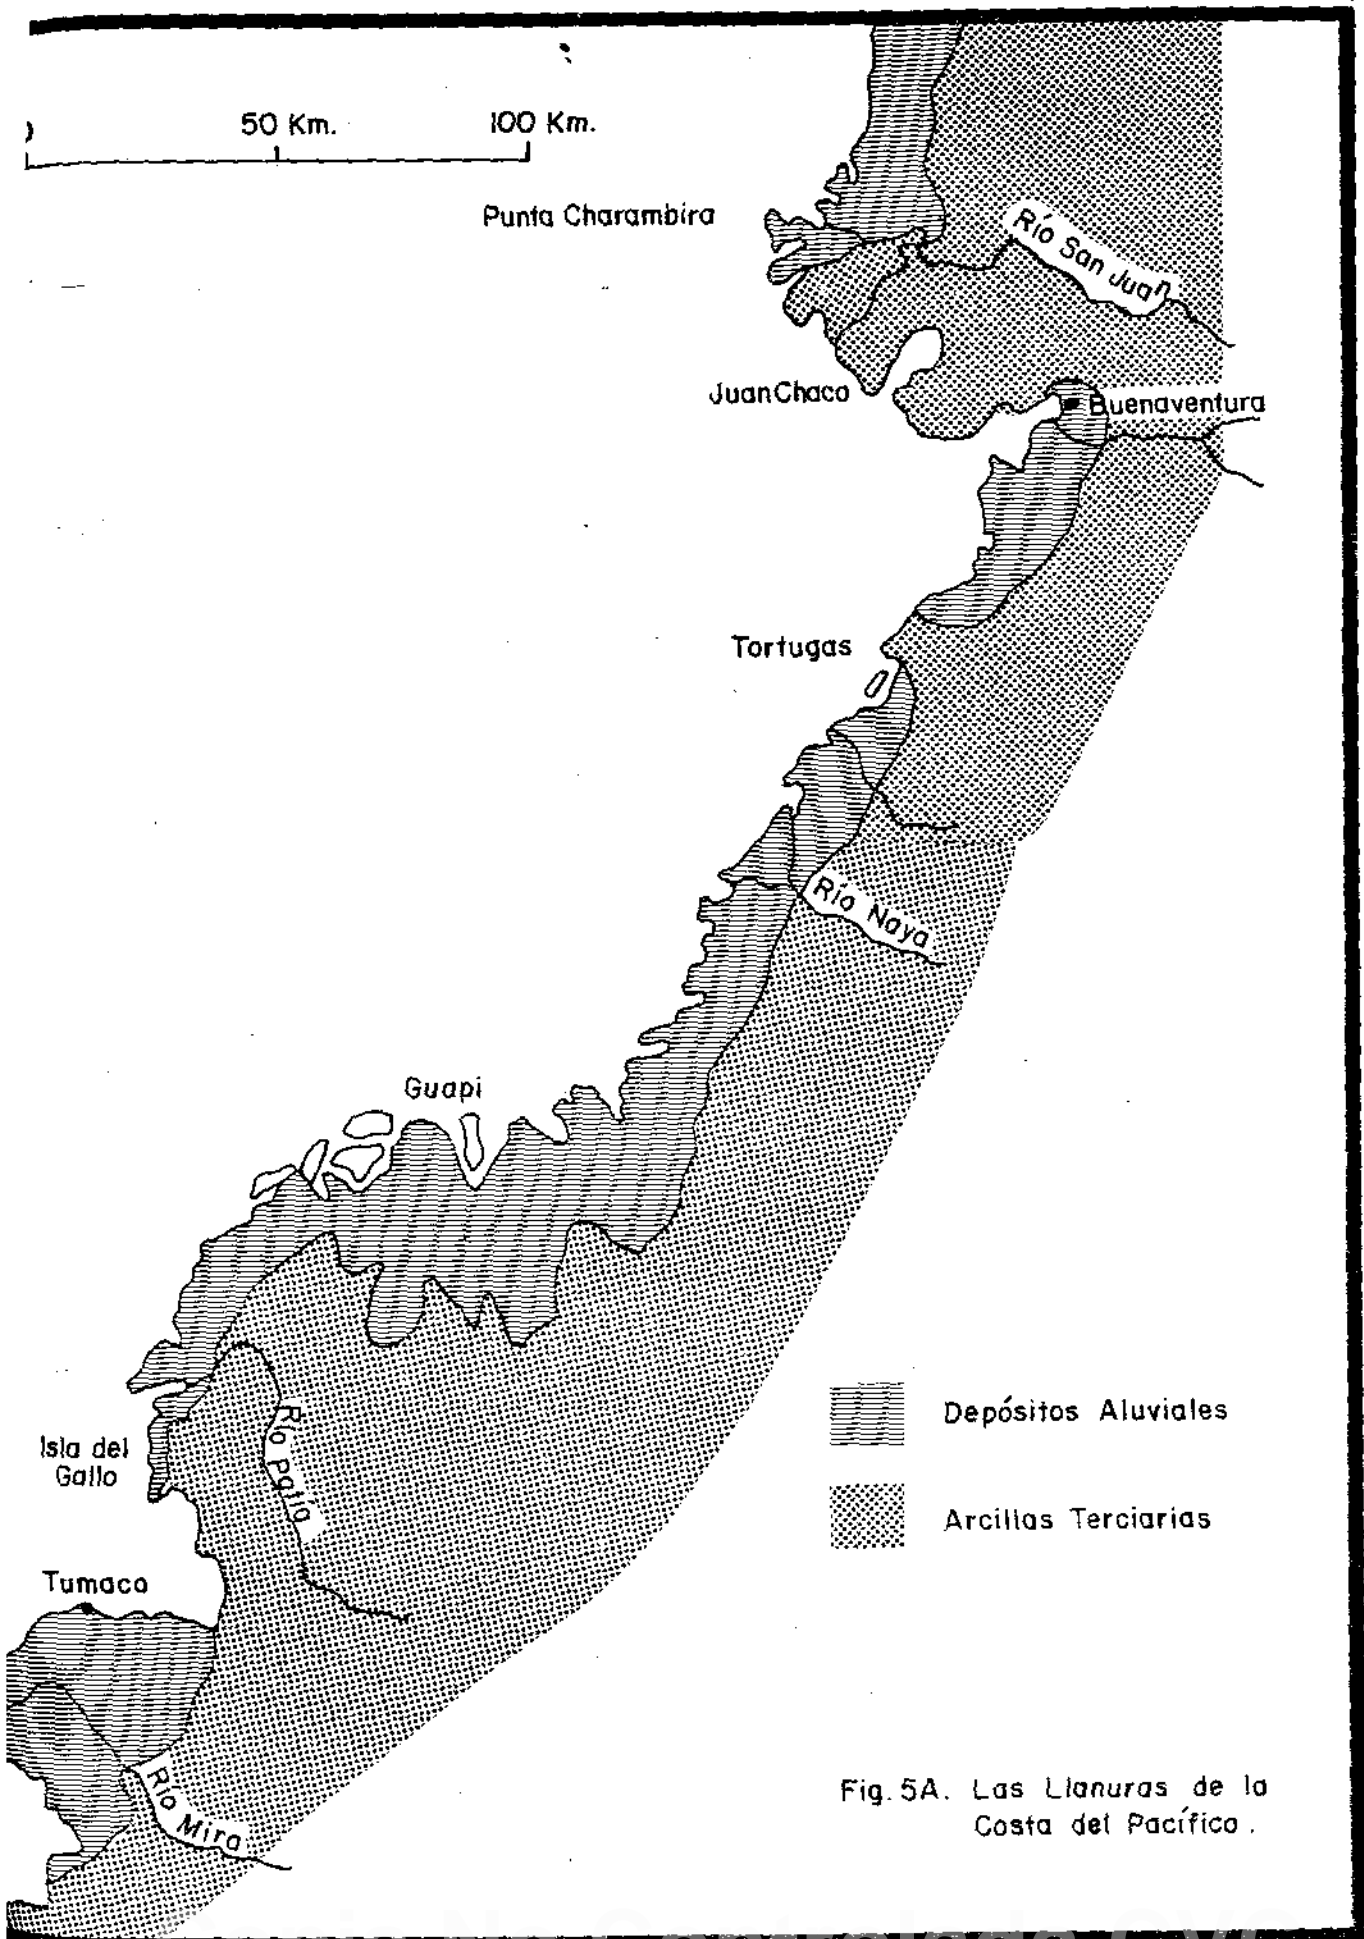 50 Km.
100 Km.
Punta Charambira
Río San Juan
Juan Chaco
Buenaventura
Tortugas
Río Naya
Guapi
Isla del
Gallo
Río Patía
Depósitos Aluviales
Arcillas Terciarias
Tumaco
Río Mira
Fig. 5A. Las Llanuras de la
Costa del Pacífico.